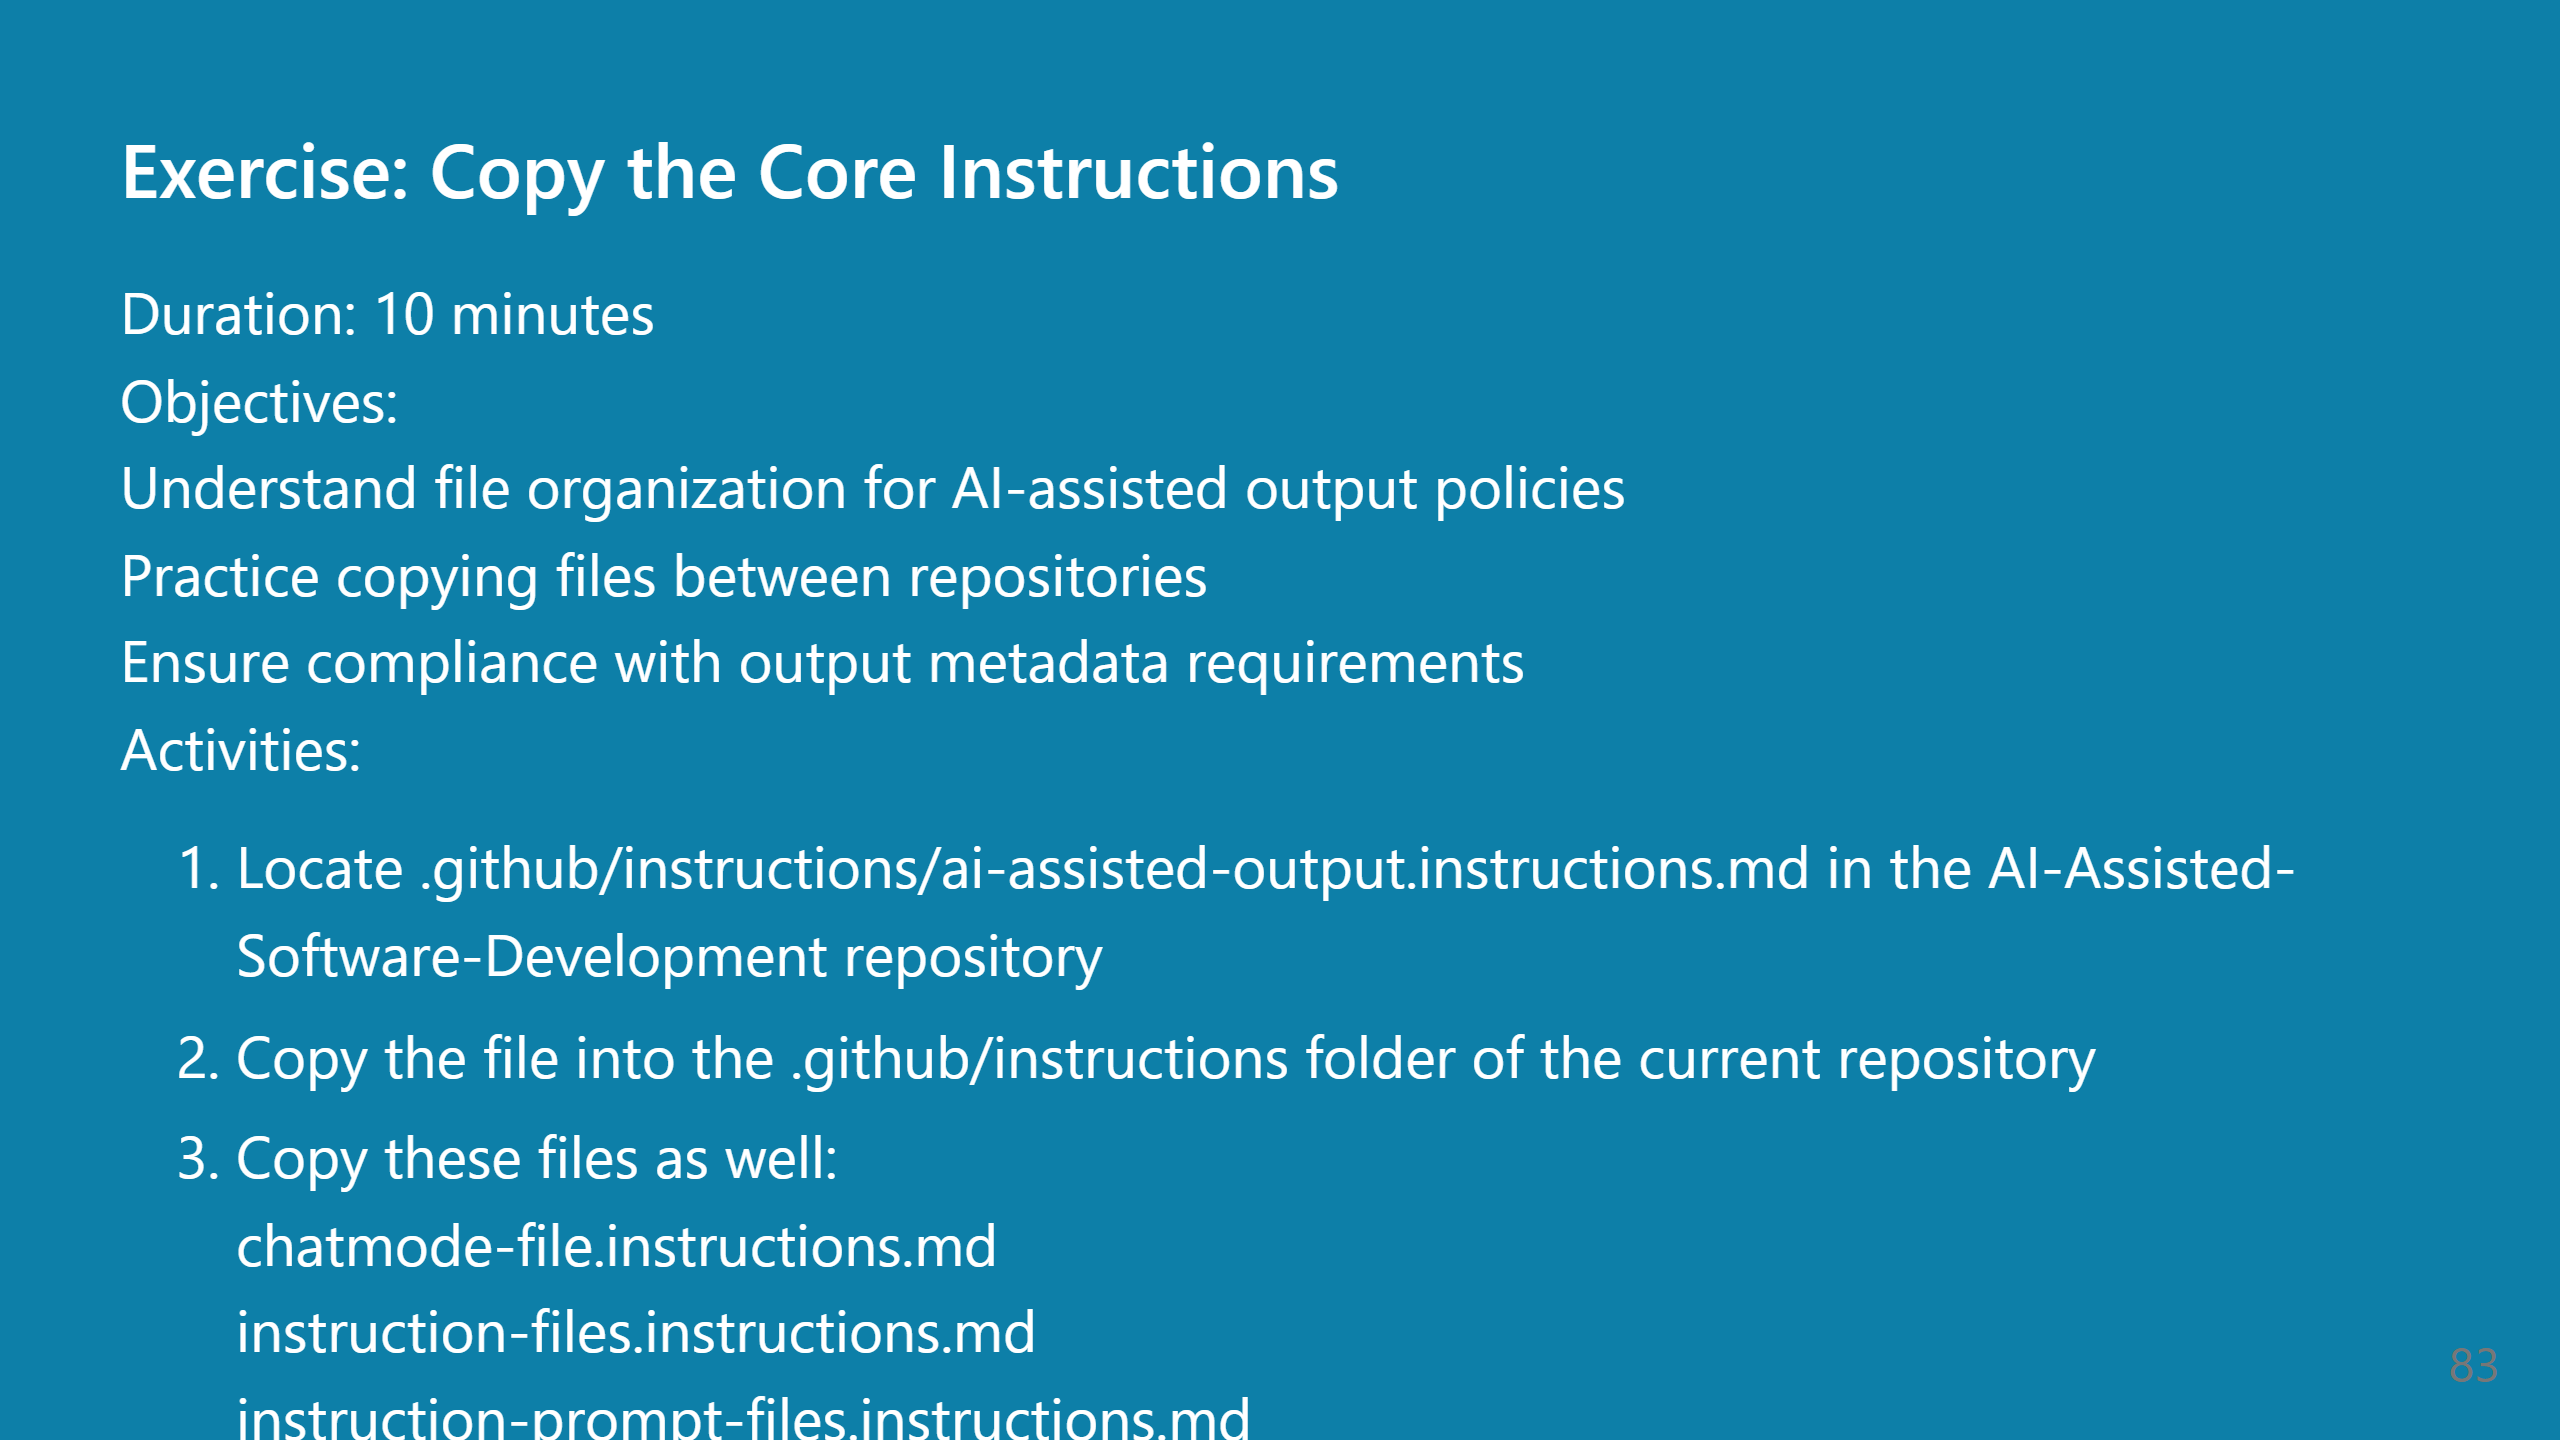 Exercise: Copy the Core Instructions
Duration: 10 minutes
Objectives:
Understand file organization for AI-assisted output policies
Practice copying files between repositories
Ensure compliance with output metadata requirements
Activities:
1. Locate .github/instructions/ai-assisted-output.instructions.md in the AI-Assisted-
Software-Development repository
2. Copy the file into the .github/instructions folder of the current repository
3. Copy these files as well:
chatmode-file.instructions.md
instruction-files.instructions.md
instruction-prompt-files.instructions.md
83